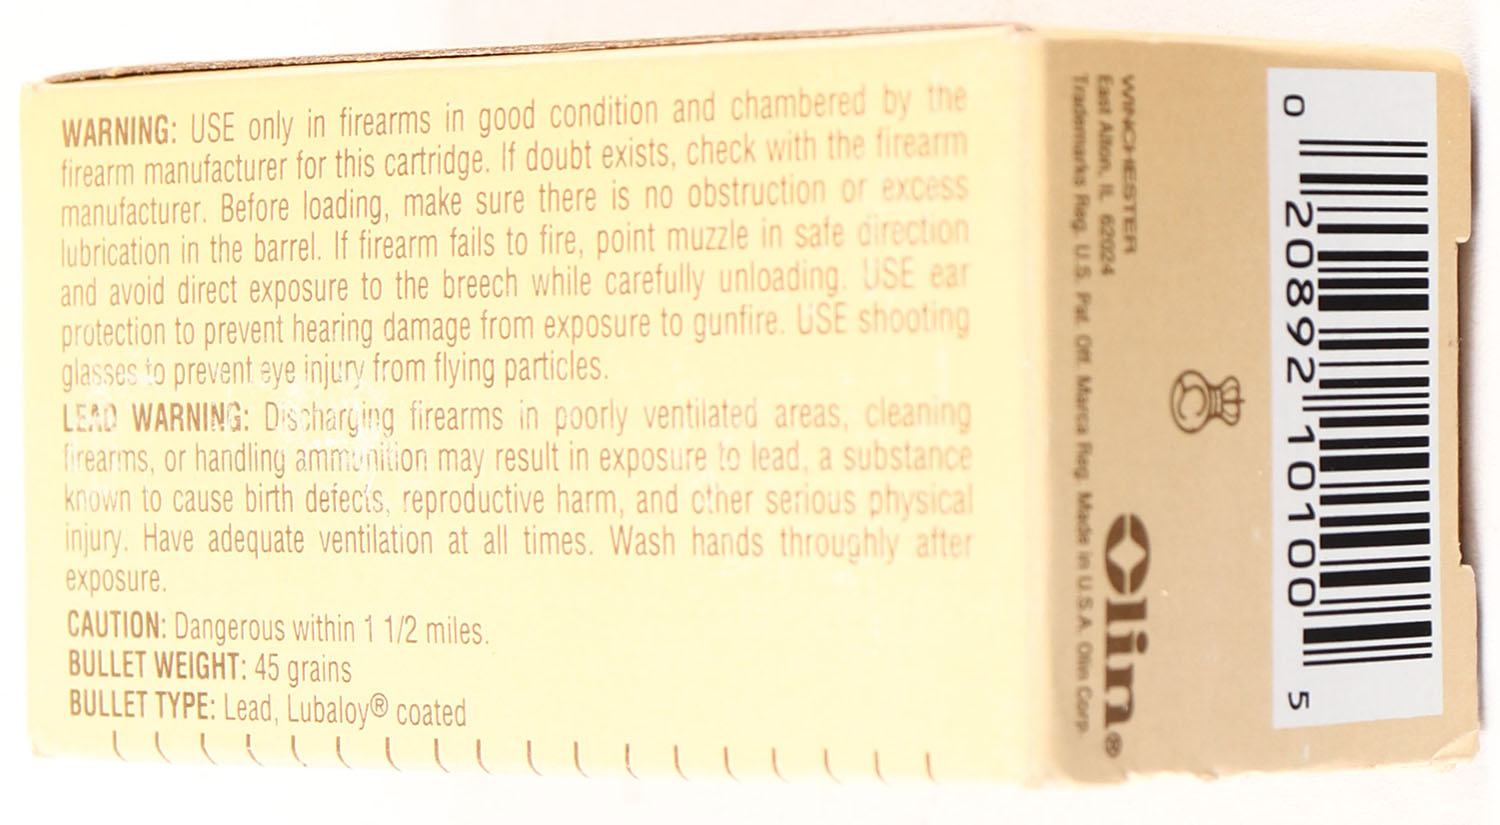 WARNING: USE only in firearms in good condition and chambered by the
firearm manufacturer for this cartridge. If doubt exists, check with the firearm
manufacturer. Before loading, make sure there is no obstruction or excess
lubrication in the barrel. If firearm fails to fire, point muzzle in safe direction
and avoid direct exposure to the breech while carefully unloading. USE ear
protection to prevent hearing damage from exposure to gunfire. USE shooting
glasses to prevent eye injury from flying particles.
LEAD WARNING: Discharging firearms in poorly ventilated areas, cleaning
firearms, or handling ammunition may result in exposure to lead, a substance
known to cause birth defects, reproductive harm, and other serious physical
injury. Have adequate ventilation at all times. Wash hands throughly after
exposure.
CAUTION: Dangerous within 1 1/2 miles.
BULLET WEIGHT: 45 grains
BULLET TYPE: Lead, Lubaloy® coated
WINCHESTER
East Alton, IL 62024
Trademarks Reg. U.S. Pat. Off. Marca Reg. Made in U.S.A. Olin Corp.
Olin®
0 20892 10100 5